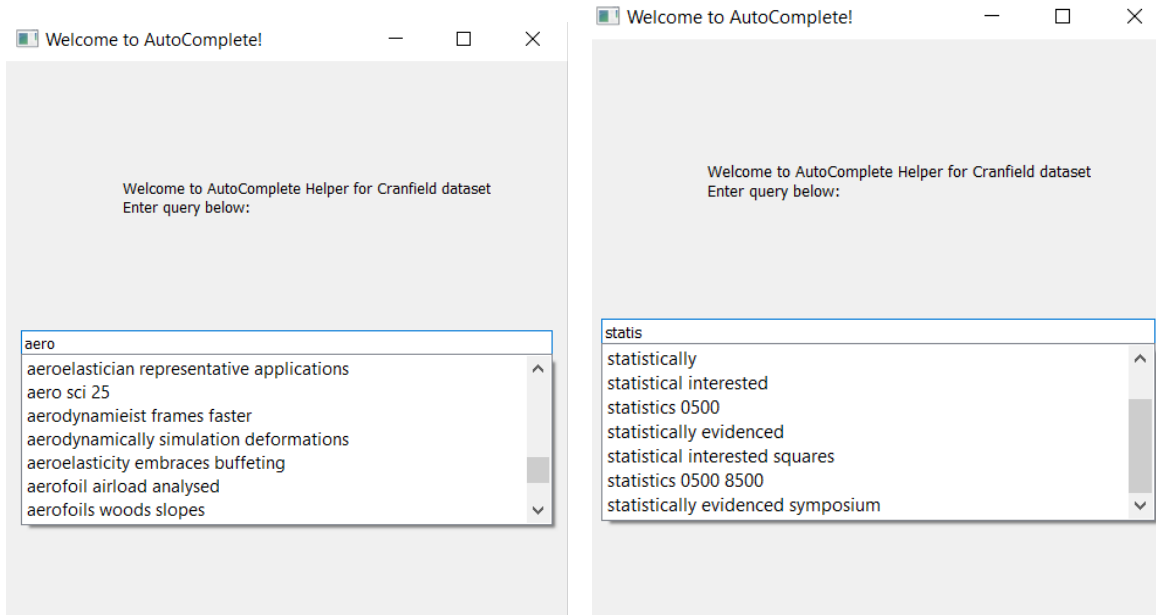 Welcome to AutoComplete!
Welcome to AutoComplete Helper for Cranfield dataset
Enter query below:
aero
aeroelastician representative applications
aero sci 25
aerodynamieist frames faster
aerodynamically simulation deformations
aeroelasticity embraces buffeting
aerofoil airload analysed
aerofoils woods slopes
Welcome to AutoComplete!
Welcome to AutoComplete Helper for Cranfield dataset
Enter query below:
statis
statistically
statistical interested
statistics 0500
statistically evidenced
statistical interested squares
statistics 0500 8500
statistically evidenced symposium